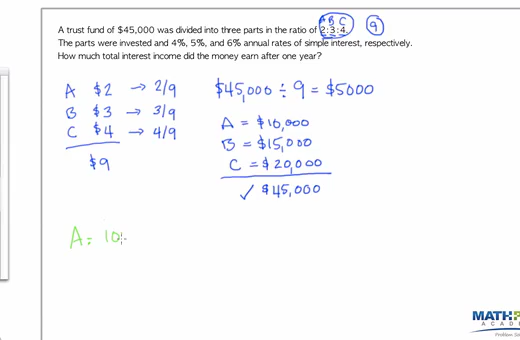 A trust fund of $45,000 was divided into three parts in the ratio of 2:3:4.
A B C
9
The parts were invested and 4%, 5%, and 6% annual rates of simple interest, respectively.
How much total interest income did the money earn after one year?
A $2 → 2/9
B $3 → 3/9
C $4 → 4/9
$9
$45,000 ÷ 9 = $5000
A = $10,000
B = $15,000
C = $20,000
✓ $45,000
A = 10
MATH
ACADE
Problem